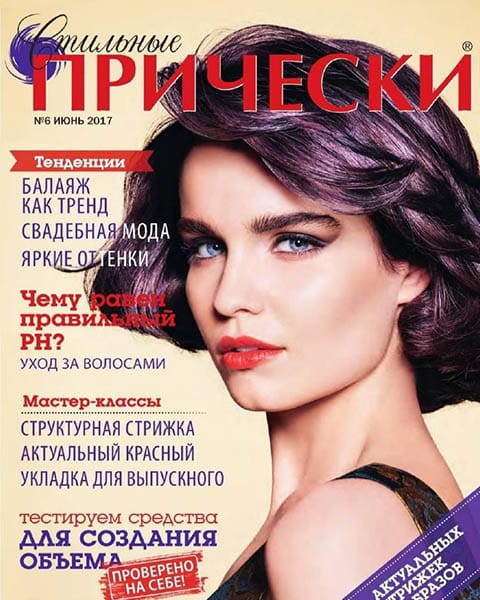 Стильные
ПРИЧЕСКИ®
№6 ИЮНЬ 2017
Тенденции
БАЛАЯЖ
КАК ТРЕНД
СВАДЕБНАЯ МОДА
ЯРКИЕ ОТТЕНКИ
Чему равен
правильный
PH?
УХОД ЗА ВОЛОСАМИ
Мастер-классы
СТРУКТУРНАЯ СТРИЖКА
АКТУАЛЬНЫЙ КРАСНЫЙ
УКЛАДКА ДЛЯ ВЫПУСКНОГО
тестируем средства
ДЛЯ СОЗДАНИЯ
ОБЪЕМА
ПРОВЕРЕНО
НА СЕБЕ!
АКТУАЛЬНЫХ